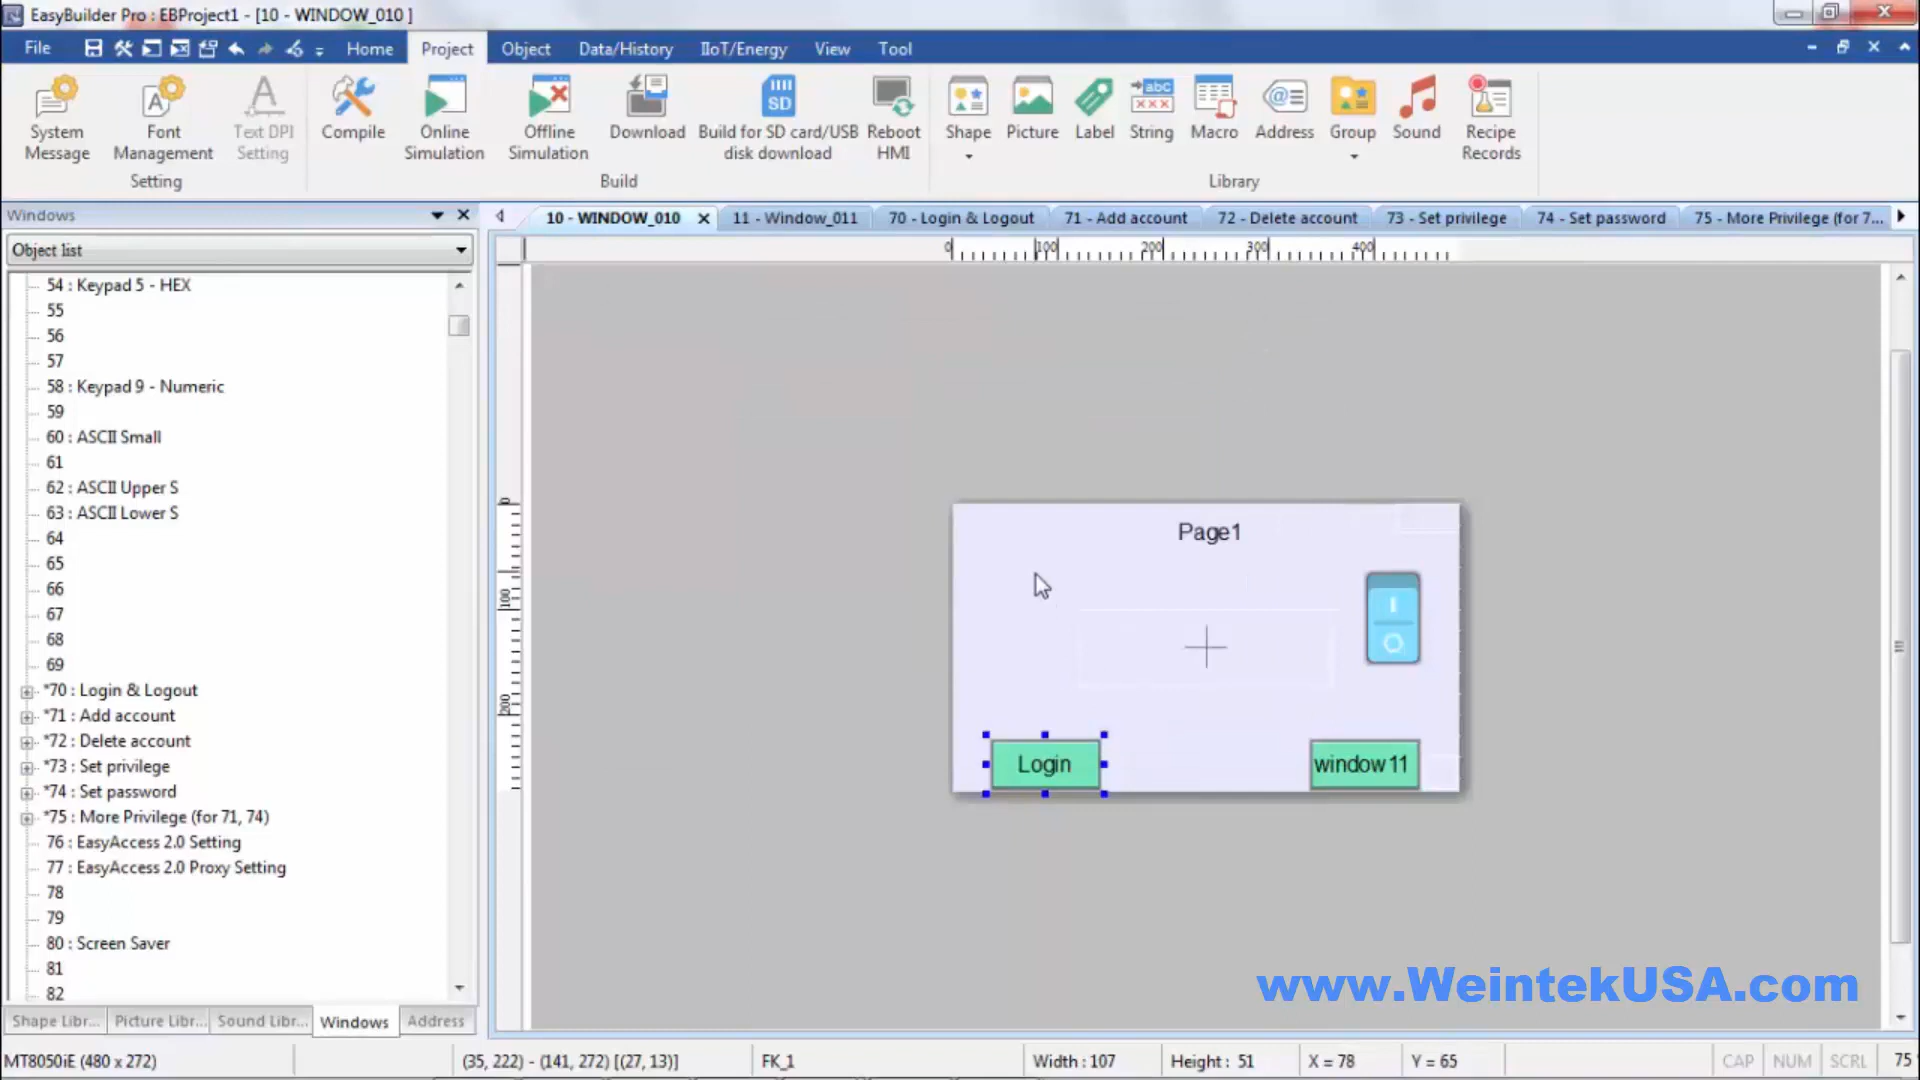 EasyBuilder Pro : EBProject1 - [10 - WINDOW_010 ]
File
Home
Project
Object
Data/History
IIoT/Energy
View
Tool
System Message
Font Management
Text DPI Setting
Compile
Online Simulation
Offline Simulation
Download
Build for SD card/USB disk download
Reboot HMI
Shape
Picture
Label
String
Macro
Address
Group
Sound
Recipe Records
Setting
Build
Library
Windows
Object list
10 - WINDOW_010
11 - Window_011
70 - Login & Logout
71 - Add account
72 - Delete account
73 - Set privilege
74 - Set password
75 - More Privilege (for 7...
0
100
200
300
400
54 : Keypad 5 - HEX
55
56
57
58 : Keypad 9 - Numeric
59
60 : ASCII Small
61
62 : ASCII Upper S
63 : ASCII Lower S
64
65
66
67
68
69
*70 : Login & Logout
*71 : Add account
*72 : Delete account
*73 : Set privilege
*74 : Set password
*75 : More Privilege (for 71, 74)
76 : EasyAccess 2.0 Setting
77 : EasyAccess 2.0 Proxy Setting
78
79
80 : Screen Saver
81
82
0
100
200
Page1
Login
window 11
www.WeintekUSA.com
Shape Libr...
Picture Libr...
Sound Libr...
Windows
Address
MT8050iE (480 x 272)
(35, 222) - (141, 272) [(27, 13)]
FK_1
Width : 107
Height : 51
X = 78
Y = 65
CAP
NUM
SCRL
75